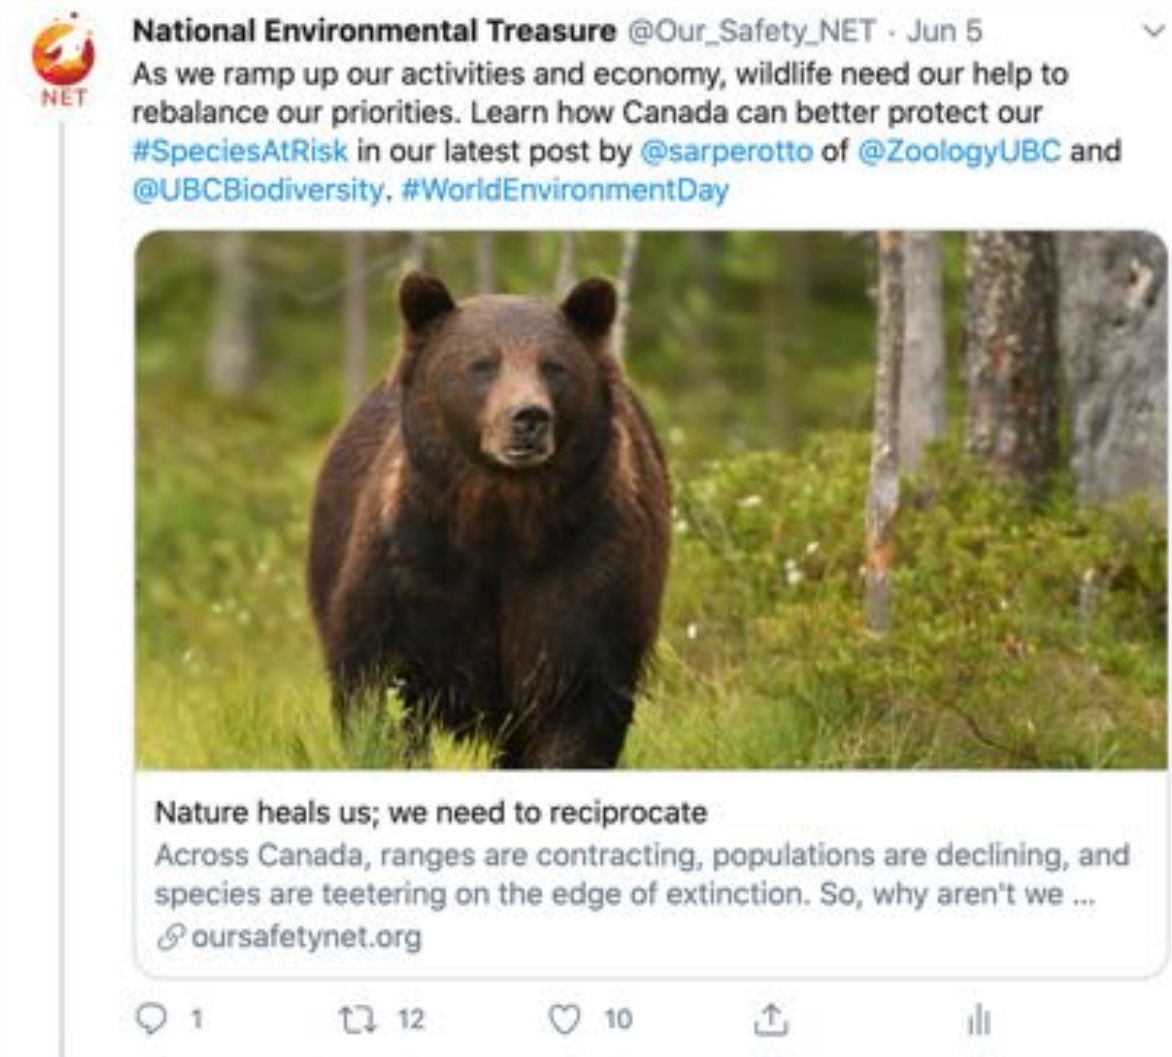 National Environmental Treasure @Our_Safety_NET · Jun 5
NET
As we ramp up our activities and economy, wildlife need our help to
rebalance our priorities. Learn how Canada can better protect our
#SpeciesAtRisk in our latest post by @sarperotto of @ZoologyUBC and
@UBCBiodiversity. #WorldEnvironmentDay
Nature heals us; we need to reciprocate
Across Canada, ranges are contracting, populations are declining, and
species are teetering on the edge of extinction. So, why aren't we ...
oursafetynet.org
1 12 10